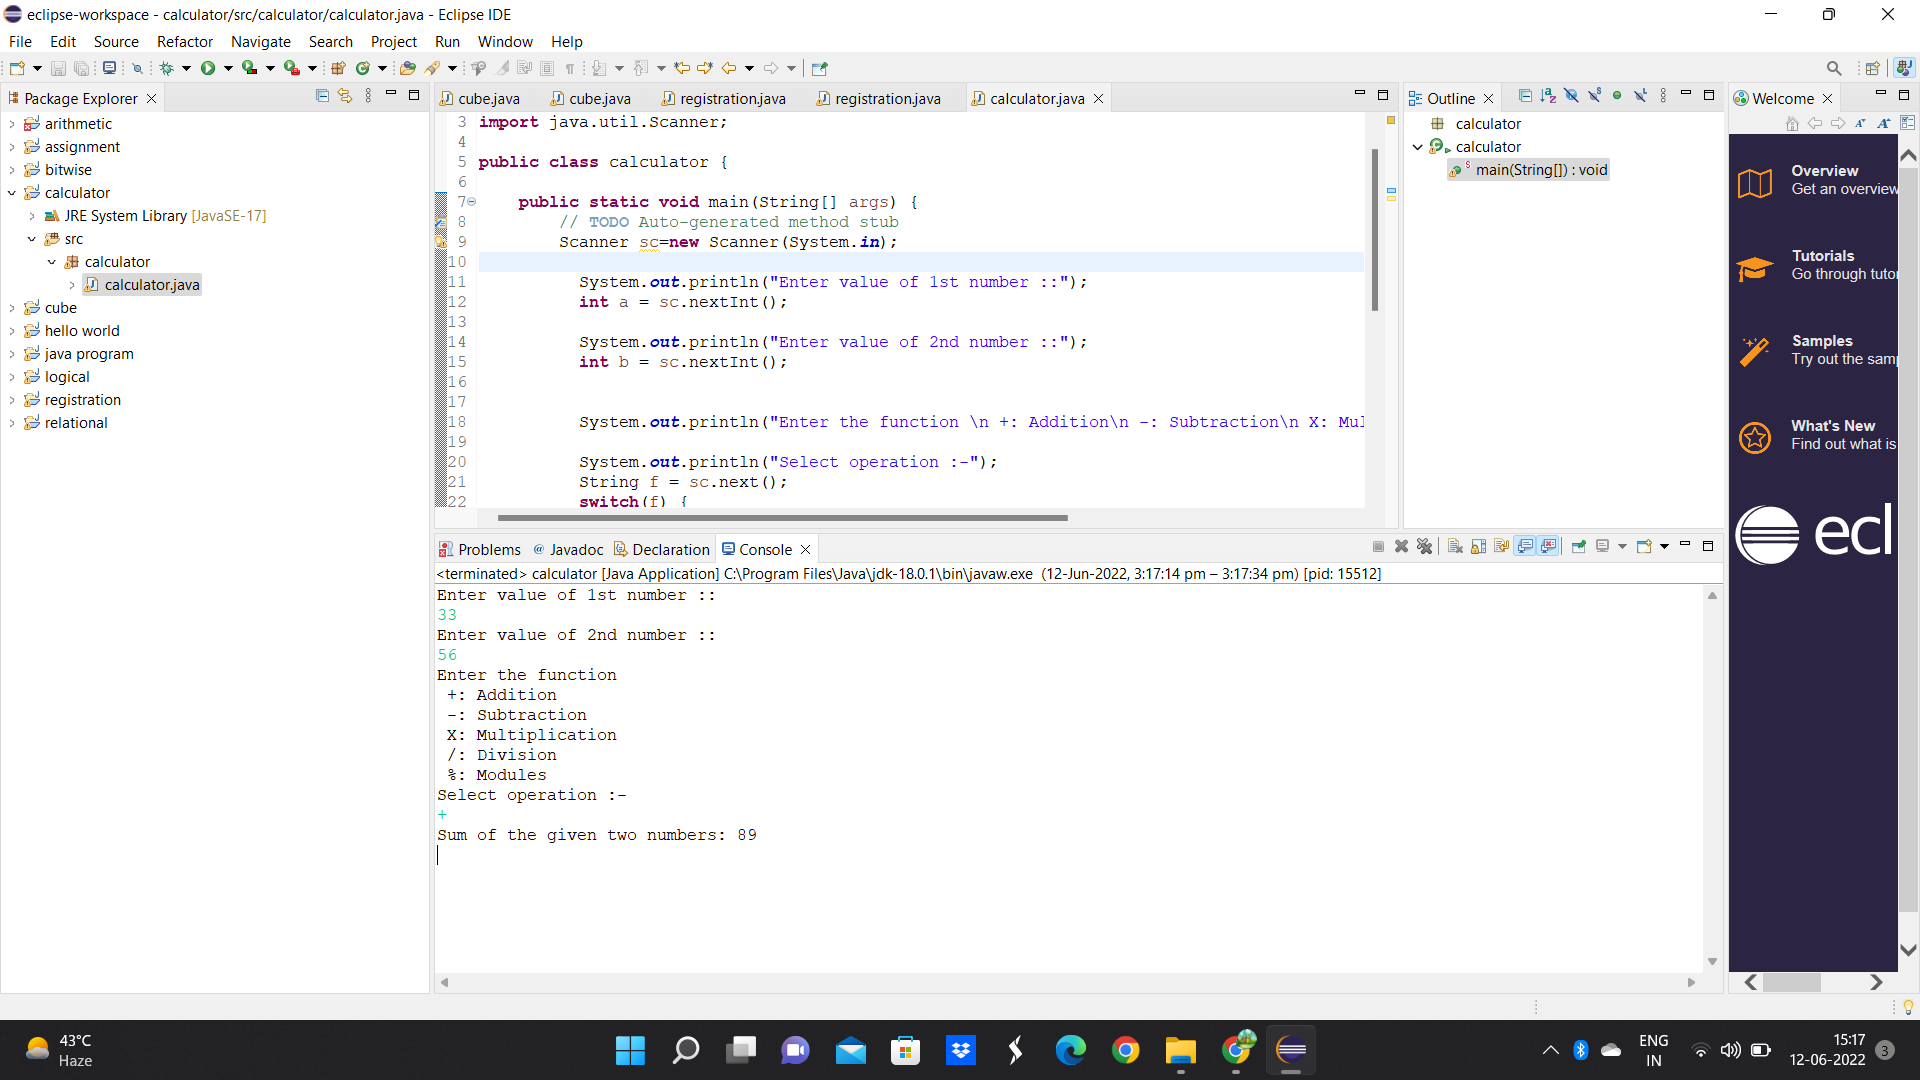 eclipse-workspace - calculator/src/calculator/calculator.java - Eclipse IDE
File Edit Source Refactor Navigate Search Project Run Window Help
Package Explorer
arithmetic
assignment
bitwise
calculator
JRE System Library [JavaSE-17]
src
calculator
calculator.java
cube
hello world
java program
logical
registration
relational
cube.java cube.java registration.java registration.java calculator.java
3 import java.util.Scanner;
4
5 public class calculator {
6
7 public static void main(String[] args) {
8 // TODO Auto-generated method stub
9 Scanner sc=new Scanner(System.in);
10
11 System.out.println("Enter value of 1st number ::");
12 int a = sc.nextInt();
13
14 System.out.println("Enter value of 2nd number ::");
15 int b = sc.nextInt();
16
17
18 System.out.println("Enter the function \n +: Addition\n -: Subtraction\n X: Mul
19
20 System.out.println("Select operation :-");
21 String f = sc.next();
22 switch(f) {
Outline
calculator
calculator
main(String[]) : void
Welcome
Overview
Get an overview
Tutorials
Go through tutor
Samples
Try out the sam
What's New
Find out what is
ecl
Problems Javadoc Declaration Console
<terminated> calculator [Java Application] C:\Program Files\Java\jdk-18.0.1\bin\javaw.exe (12-Jun-2022, 3:17:14 pm – 3:17:34 pm) [pid: 15512]
Enter value of 1st number ::
33
Enter value of 2nd number ::
56
Enter the function
+: Addition
-: Subtraction
X: Multiplication
/: Division
%: Modules
Select operation :-
+
Sum of the given two numbers: 89
43°C
Haze
ENG
IN
15:17
12-06-2022
3